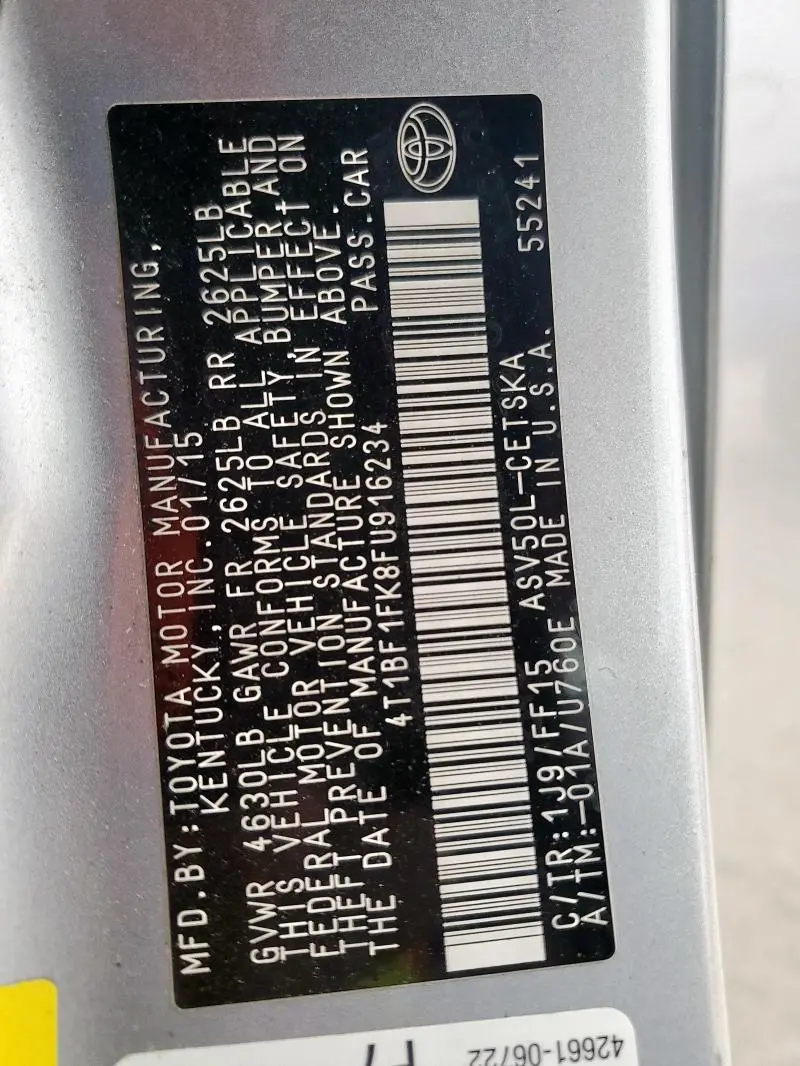 MFD.BY:TOYOTA MOTOR MANUFACTURING,
KENTUCKY,INC. 01/15
GVWR 4630LB GAWR FR 2625LB RR 2625LB
THIS VEHICLE CONFORMS TO ALL APPLICABLE
FEDERAL MOTOR VEHICLE SAFETY,BUMPER,AND
THEFT PREVENTION STANDARDS IN EFFECT ON
THE DATE OF MANUFACTURE SHOWN ABOVE.
4T1BF1FK8FU916234 PASS.CAR
C/TR:1J9/FF15 ASV50L-CETSKA 55241
A/TM:-01A/U760E MADE IN U.S.A.
42661-06722